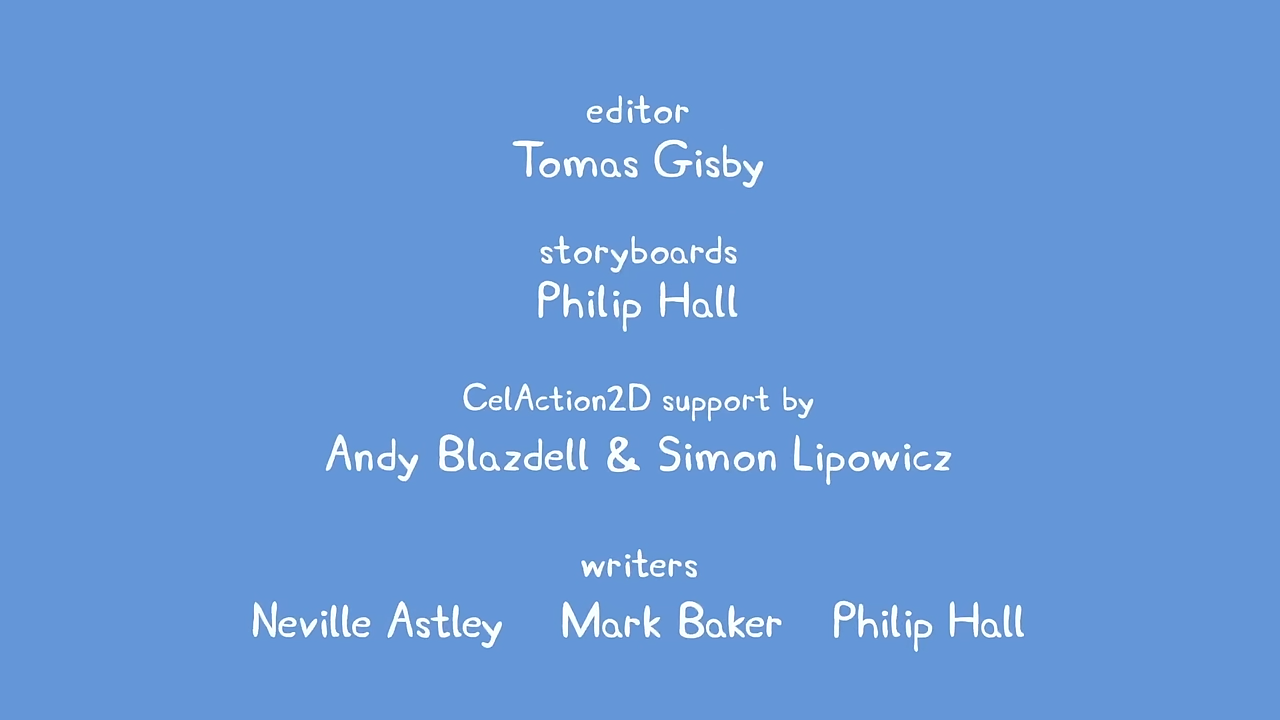 editor
Tomas Gisby
storyboards
Philip Hall
CelAction2D support by
Andy Blazdell & Simon Lipowicz
writers
Neville Astley Mark Baker Philip Hall